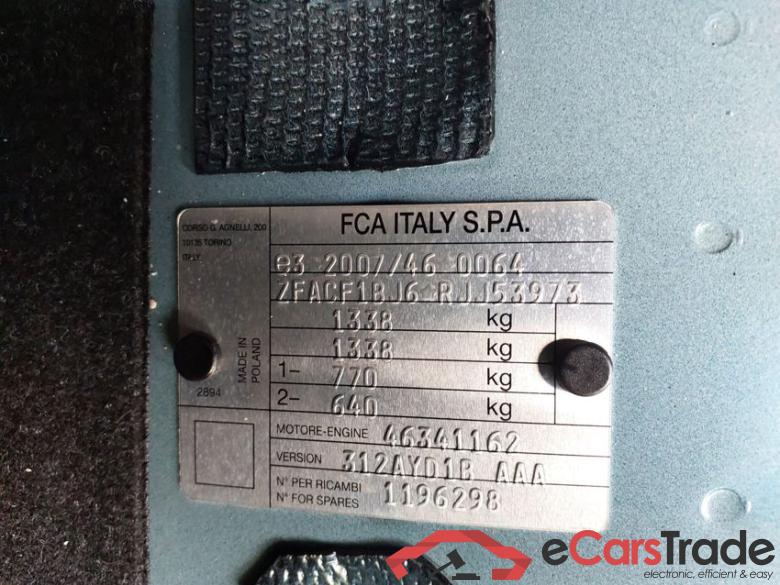 FCA ITALY S.P.A.
CORSO G. AGNELLI, 200
10135 TORINO
ITALY
e3 2007/46 0064
ZFACF1BJ6 RJJ53973
1338 kg
1338 kg
1- 770 kg
2- 640 kg
MADE IN
POLAND
2894
MOTORE-ENGINE 46341162
VERSION 312AYD1B AAA
N° PER RICAMBI
N° FOR SPARES 1196298
eCarsTrade
electronic, efficient & easy